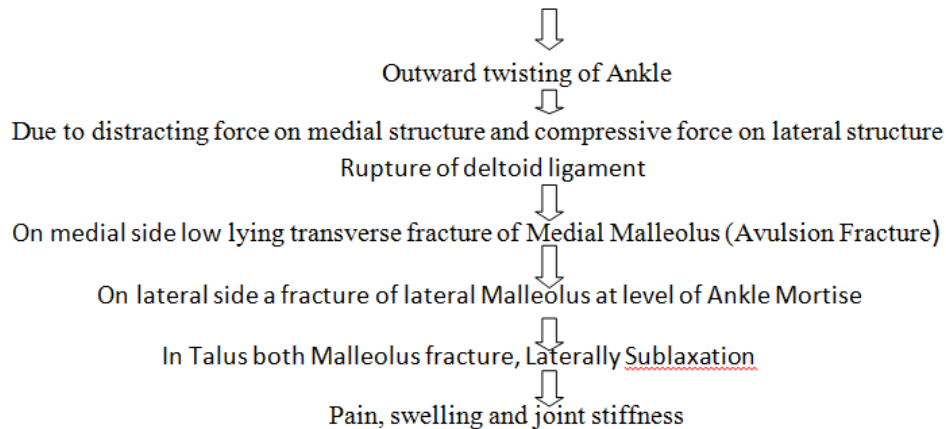 Outward twisting of Ankle
Due to distracting force on medial structure and compressive force on lateral structure
Rupture of deltoid ligament
On medial side low lying transverse fracture of Medial Malleolus (Avulsion Fracture)
On lateral side a fracture of lateral Malleolus at level of Ankle Mortise
In Talus both Malleolus fracture, Laterally Sublaxation
Pain, swelling and joint stiffness